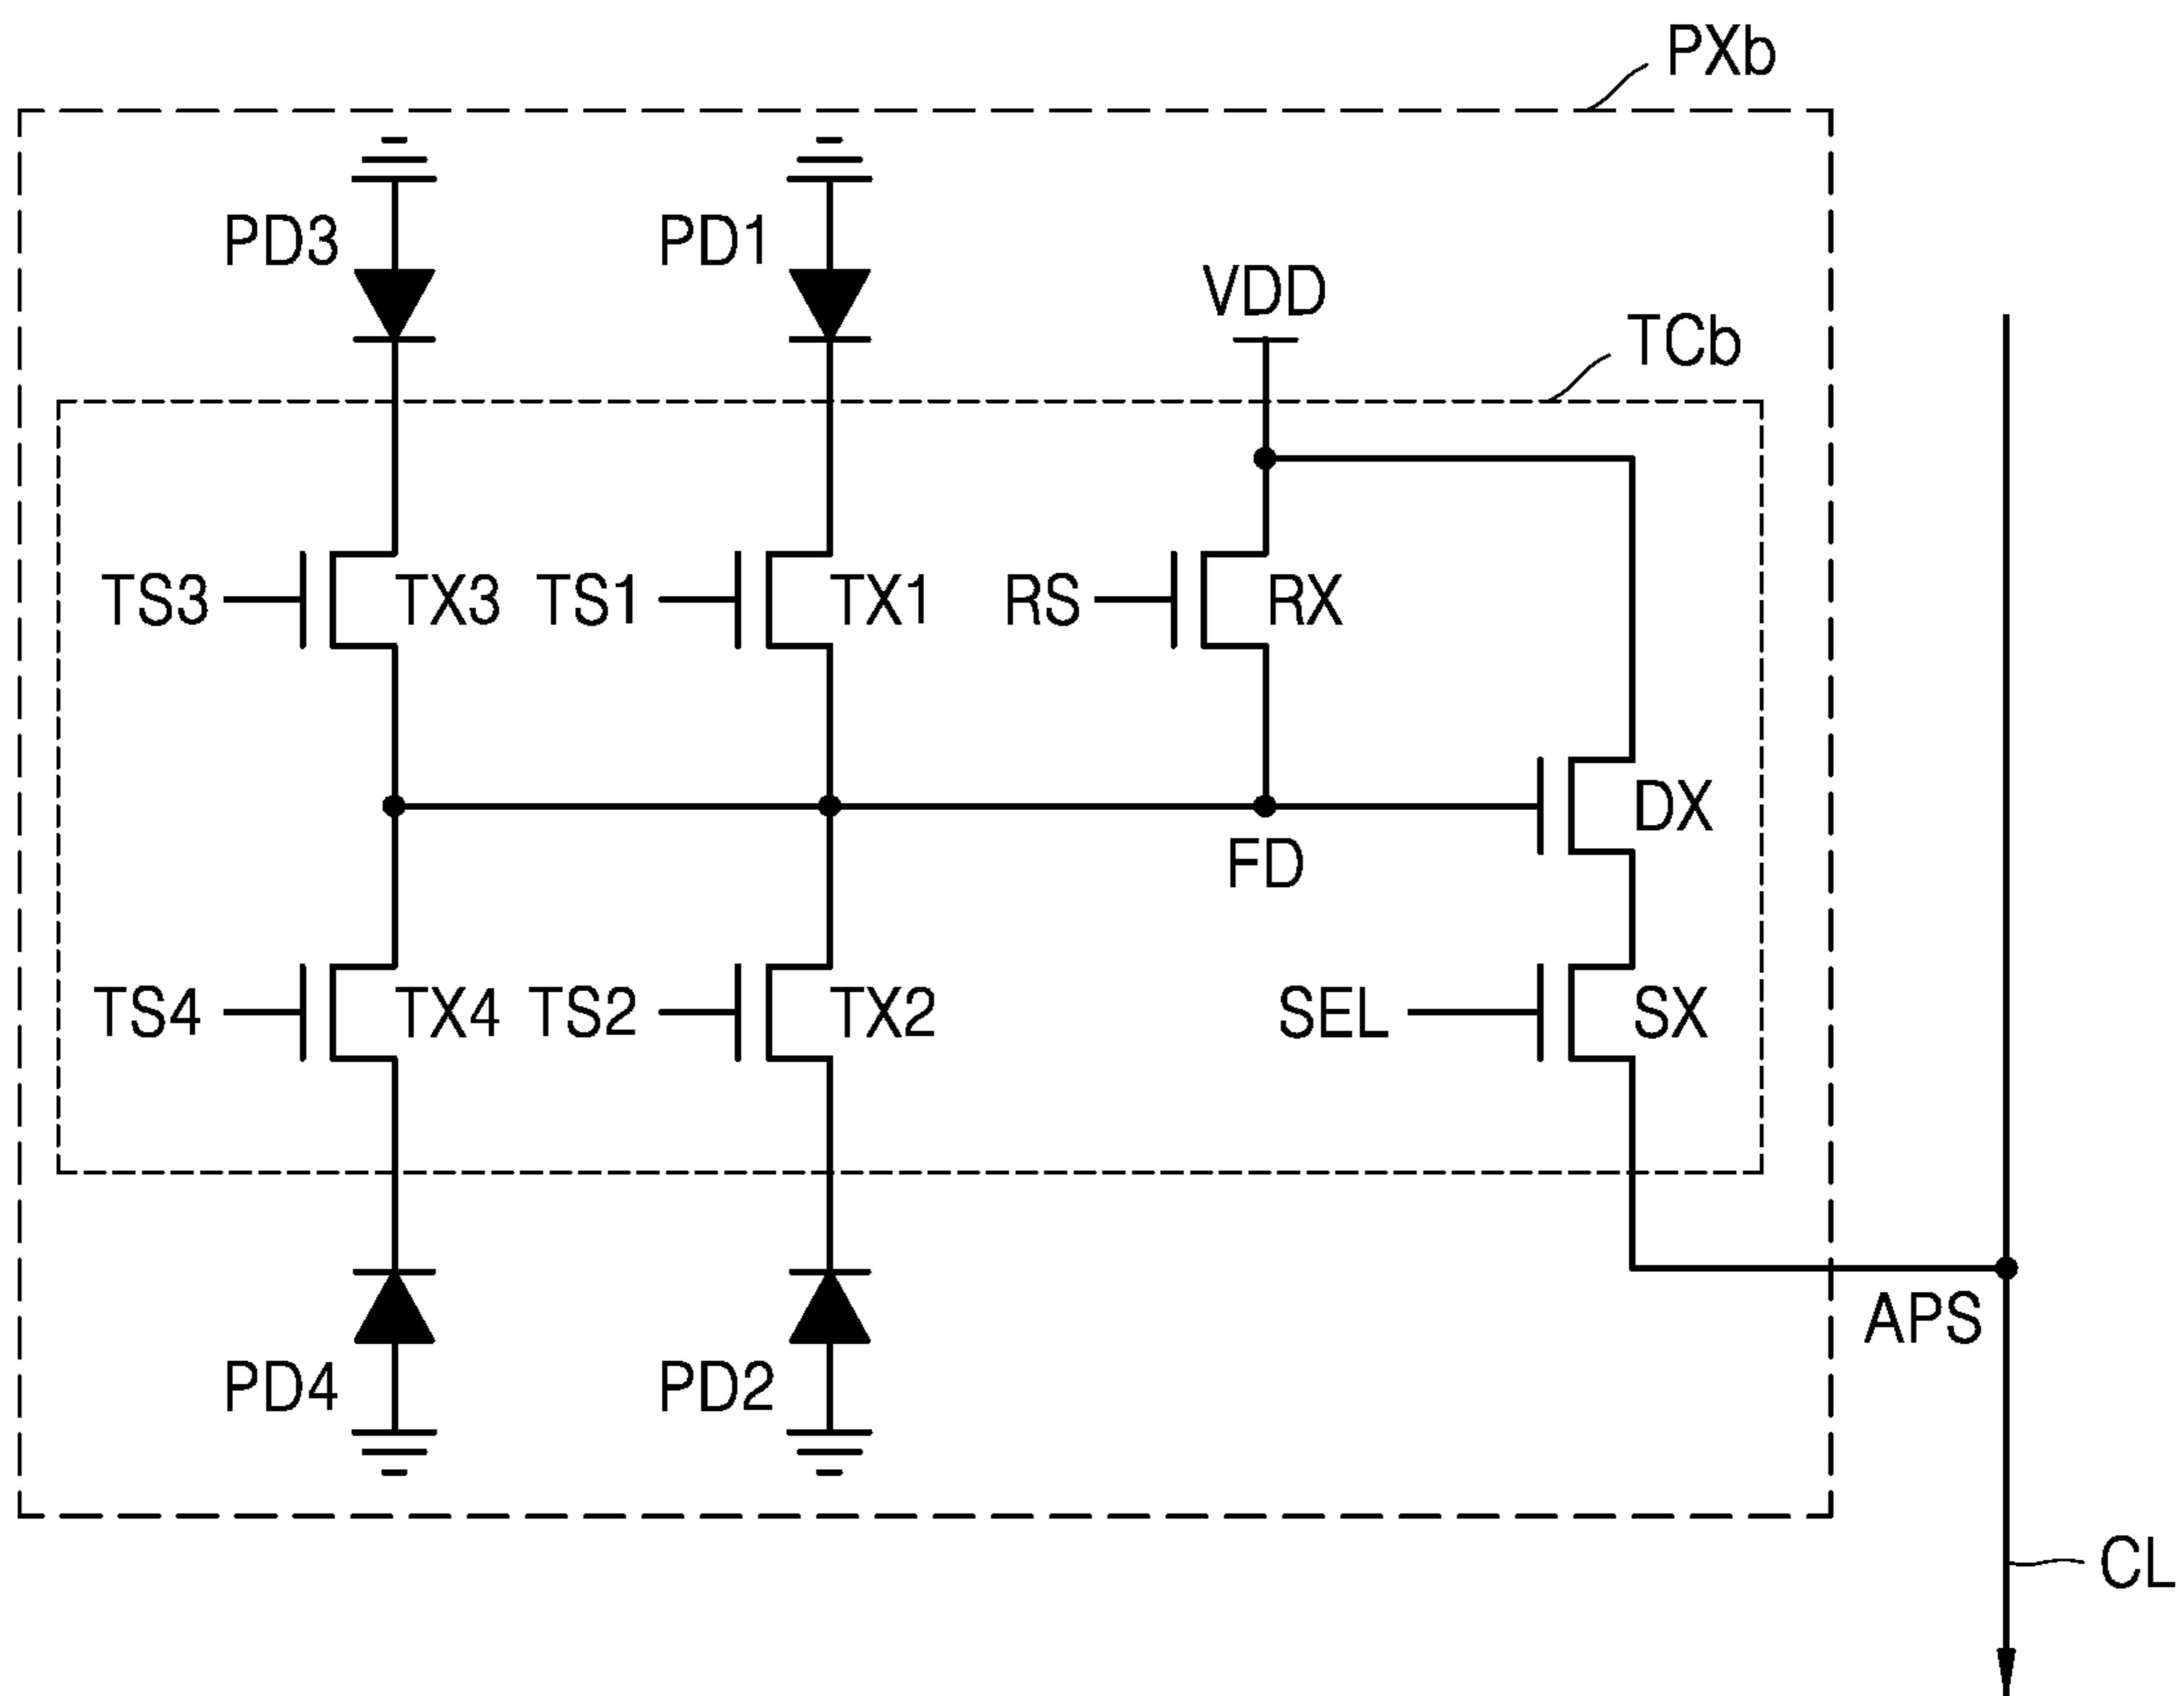 PXb
PD3
PD1
VDD
TCb
TS3
TX3
TS1
TX1
RS
RX
DX
FD
TS4
TX4
TS2
TX2
SEL
SX
APS
PD4
PD2
CL